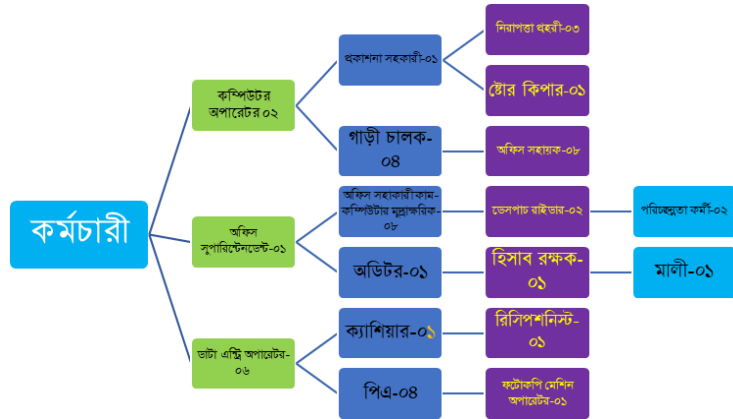 কর্মচারী
কম্পিউটর
অপারেটর ০২
প্রকাশনা সহকারী-০১
নিরাপত্তা প্রহরী-০৩
ষ্টোর কিপার-০১
গাড়ী চালক-
০৪
অফিস সহায়ক-০৮
অফিস
সুপারিন্টেনডেন্ট-০১
অফিস সহাকারী কাম-
কম্পিউটার মুদ্রাক্ষরিক-
০৮
ডেসপাচ রাইডার-০২
পরিচ্ছন্নতা কর্মী-০২
অডিটর-০১
হিসাব রক্ষক-
০১
মালী-০১
ডাটা এন্ট্রি অপারেটর-
০৬
ক্যাশিয়ার-০১
রিসিপশনিস্ট-
০১
পিএ-০৪
ফটোকপি মেশিন
অপারেটর-০১